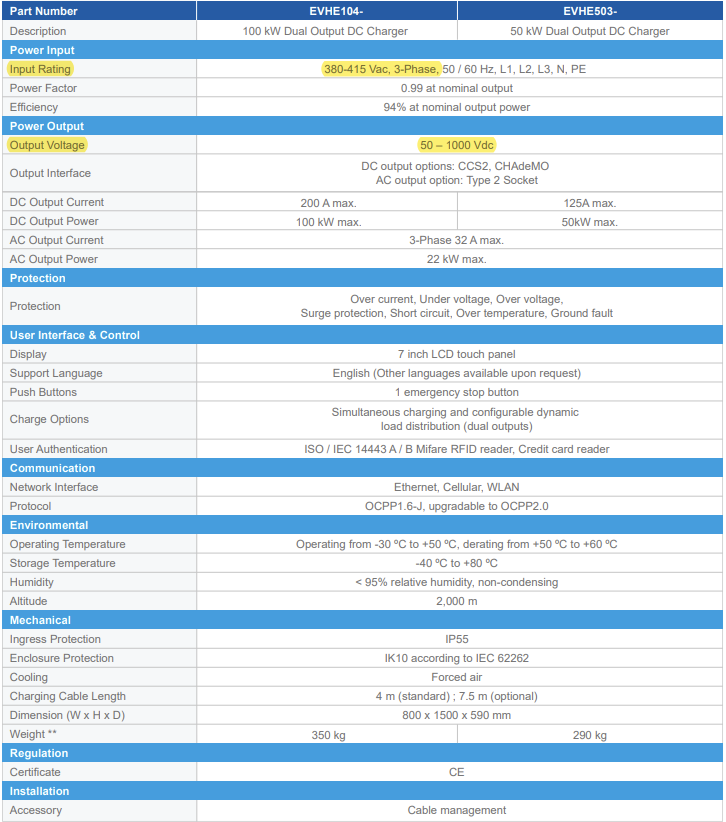 Part Number EVHE104- EVHE503-
Description 100 kW Dual Output DC Charger 50 kW Dual Output DC Charger
Power Input
Input Rating 380-415 Vac, 3-Phase, 50 / 60 Hz, L1, L2, L3, N, PE
Power Factor 0.99 at nominal output
Efficiency 94% at nominal output power
Power Output
Output Voltage 50 – 1000 Vdc
Output Interface DC output options: CCS2, CHAdeMO
AC output option: Type 2 Socket
DC Output Current 200 A max. 125A max.
DC Output Power 100 kW max. 50kW max.
AC Output Current 3-Phase 32 A max.
AC Output Power 22 kW max.
Protection
Protection Over current, Under voltage, Over voltage,
Surge protection, Short circuit, Over temperature, Ground fault
User Interface & Control
Display 7 inch LCD touch panel
Support Language English (Other languages available upon request)
Push Buttons 1 emergency stop button
Charge Options Simultaneous charging and configurable dynamic
load distribution (dual outputs)
User Authentication ISO / IEC 14443 A / B Mifare RFID reader, Credit card reader
Communication
Network Interface Ethernet, Cellular, WLAN
Protocol OCPP1.6-J, upgradable to OCPP2.0
Environmental
Operating Temperature Operating from -30 ºC to +50 ºC, derating from +50 ºC to +60 ºC
Storage Temperature -40 ºC to +80 ºC
Humidity < 95% relative humidity, non-condensing
Altitude 2,000 m
Mechanical
Ingress Protection IP55
Enclosure Protection IK10 according to IEC 62262
Cooling Forced air
Charging Cable Length 4 m (standard) ; 7.5 m (optional)
Dimension (W x H x D) 800 x 1500 x 590 mm
Weight ** 350 kg 290 kg
Regulation
Certificate CE
Installation
Accessory Cable management